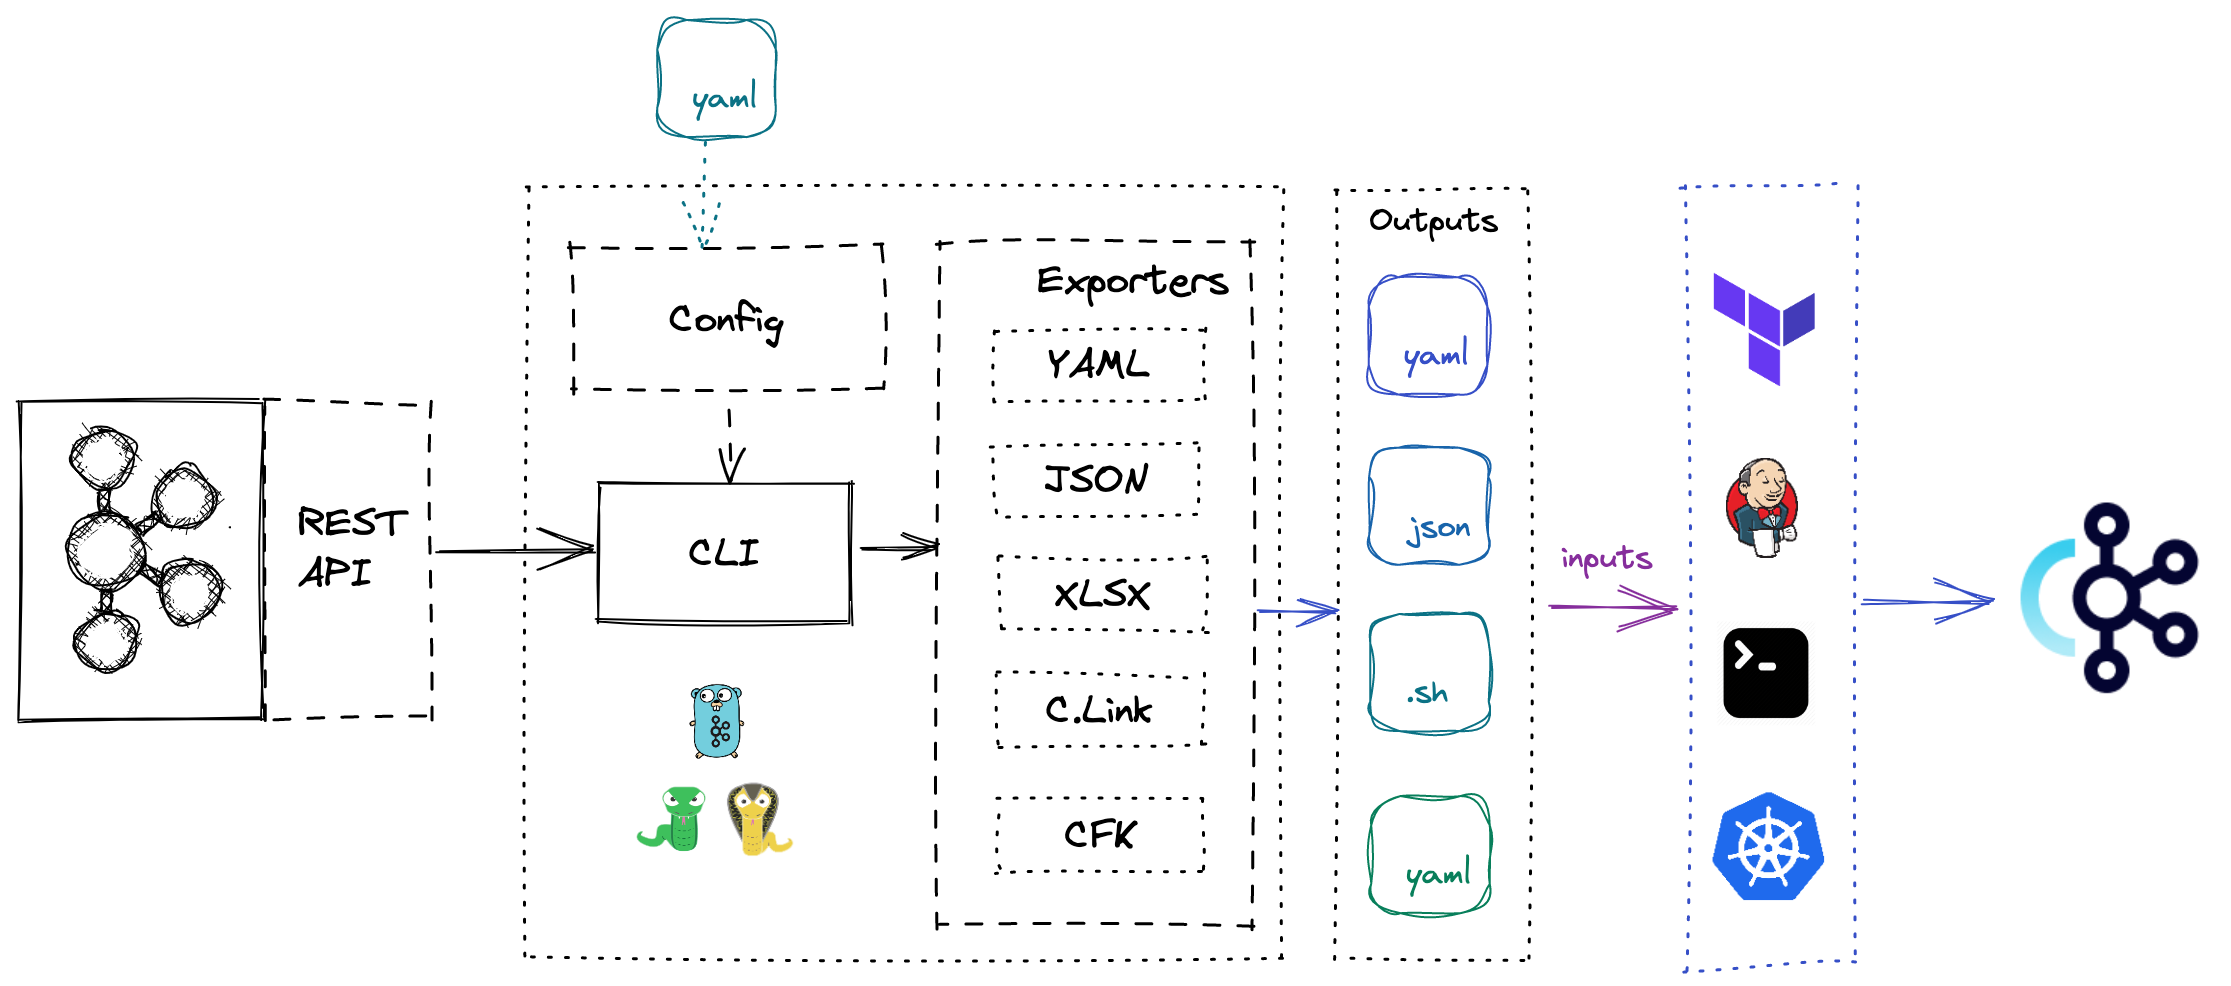 yaml
Config
REST
API
CLI
Exporters
YAML
JSON
XLSX
C.Link
CFK
Outputs
yaml
json
.sh
yaml
inputs